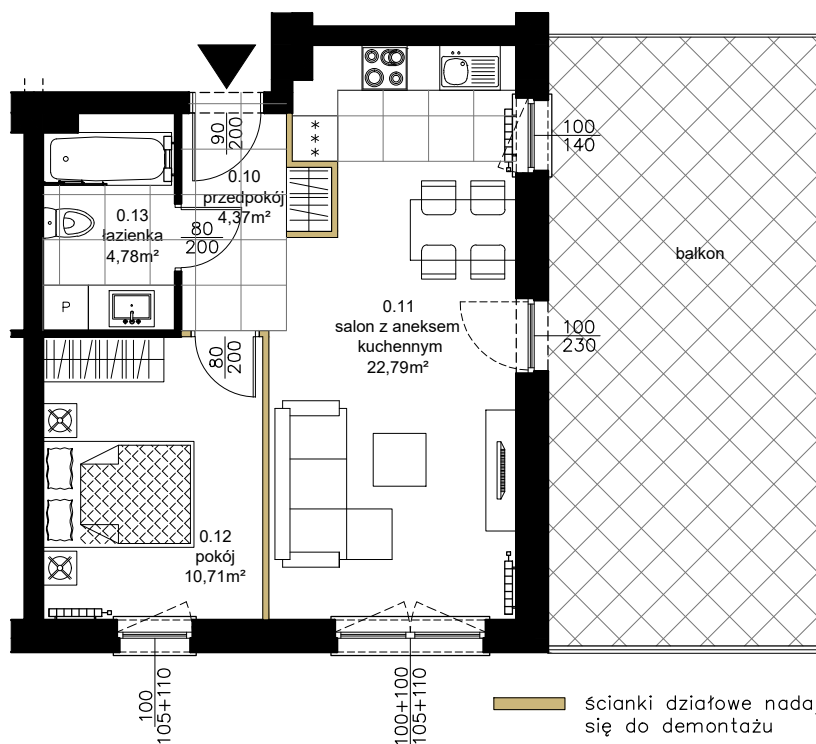 90
200
0.10
przedpokój
4,37m²
***
100
140
0.13
łazienka
4,78m²
80
200
balkon
P
0.11
salon z aneksem
kuchennym
22,79m²
100
230
80
200
0.12
pokój
10,71m²
100
105+110
100+100
105+110
ścianki działowe nada
się do demontażu